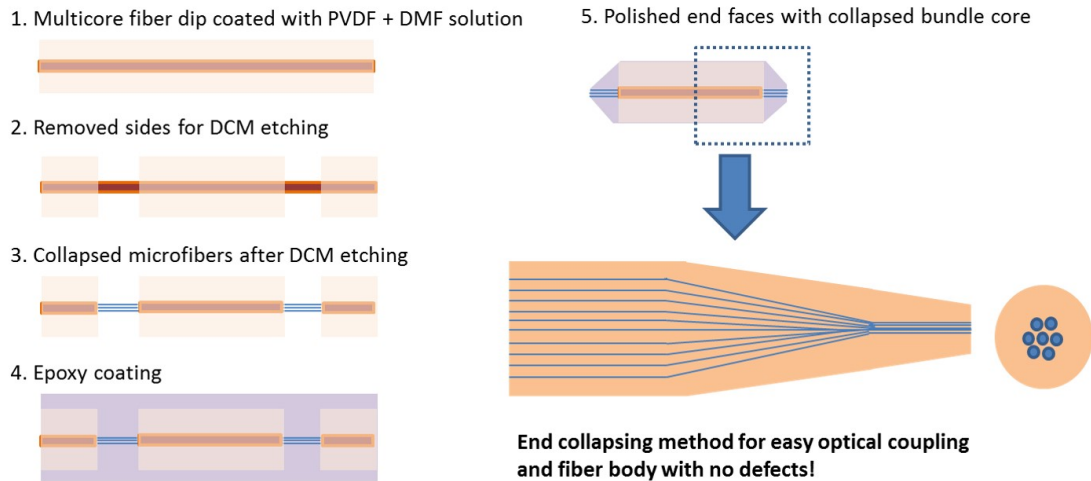 1. Multicore fiber dip coated with PVDF + DMF solution
2. Removed sides for DCM etching
3. Collapsed microfibers after DCM etching
4. Epoxy coating
5. Polished end faces with collapsed bundle core
End collapsing method for easy optical coupling
and fiber body with no defects!